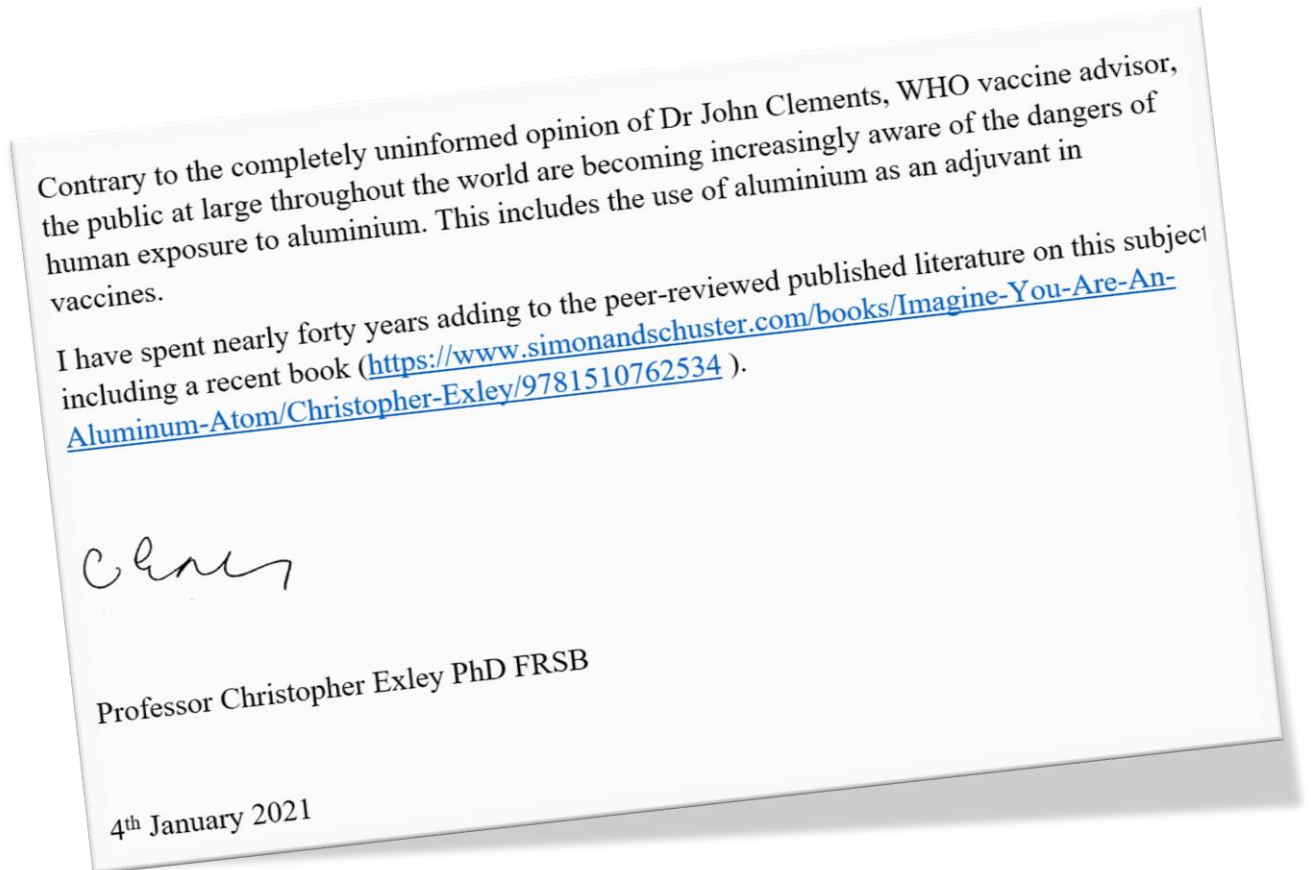 Contrary to the completely uninformed opinion of Dr John Clements, WHO vaccine advisor,
the public at large throughout the world are becoming increasingly aware of the dangers of
human exposure to aluminium. This includes the use of aluminium as an adjuvant in
vaccines.
I have spent nearly forty years adding to the peer-reviewed published literature on this subject
including a recent book (https://www.simonandschuster.com/books/Imagine-You-Are-An-
Aluminum-Atom/Christopher-Exley/9781510762534 ).
Professor Christopher Exley PhD FRSB
4th January 2021